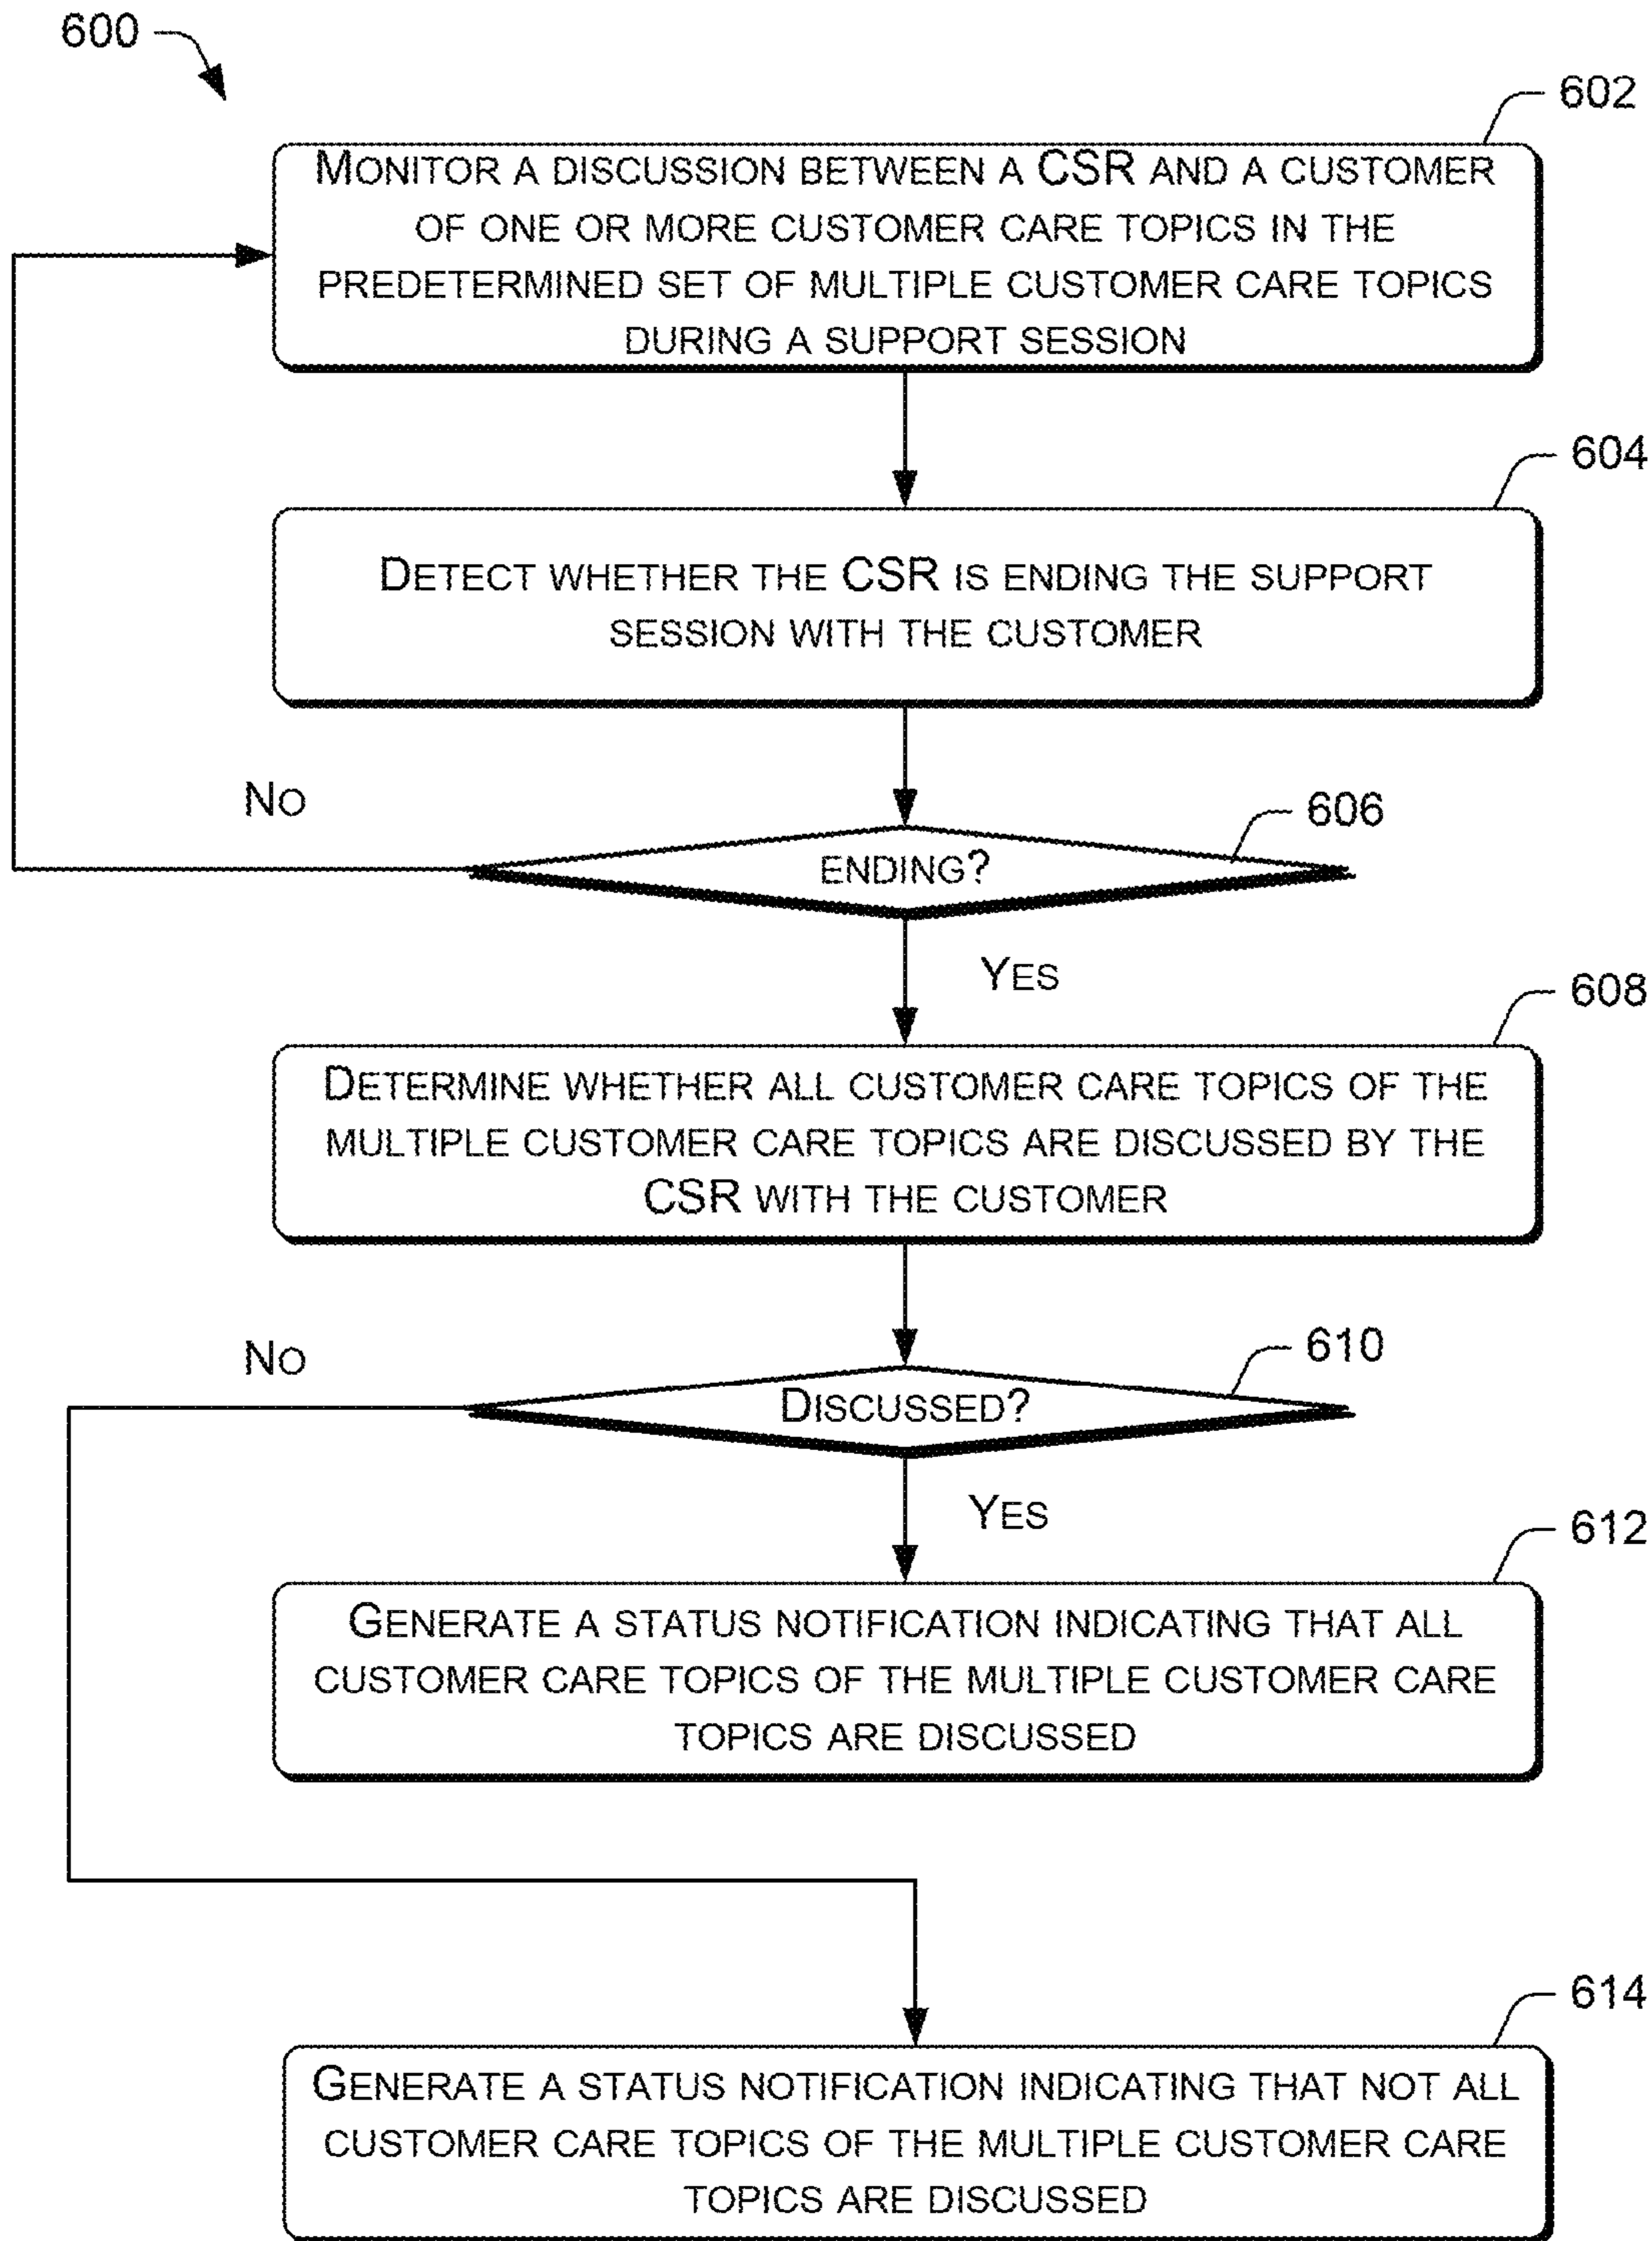 600
602
MONITOR A DISCUSSION BETWEEN A CSR AND A CUSTOMER
OF ONE OR MORE CUSTOMER CARE TOPICS IN THE
PREDETERMINED SET OF MULTIPLE CUSTOMER CARE TOPICS
DURING A SUPPORT SESSION
604
DETECT WHETHER THE CSR IS ENDING THE SUPPORT
SESSION WITH THE CUSTOMER
NO
606
ENDING?
YES
608
DETERMINE WHETHER ALL CUSTOMER CARE TOPICS OF THE
MULTIPLE CUSTOMER CARE TOPICS ARE DISCUSSED BY THE
CSR WITH THE CUSTOMER
NO
610
DISCUSSED?
YES
612
GENERATE A STATUS NOTIFICATION INDICATING THAT ALL
CUSTOMER CARE TOPICS OF THE MULTIPLE CUSTOMER CARE
TOPICS ARE DISCUSSED
614
GENERATE A STATUS NOTIFICATION INDICATING THAT NOT ALL
CUSTOMER CARE TOPICS OF THE MULTIPLE CUSTOMER CARE
TOPICS ARE DISCUSSED